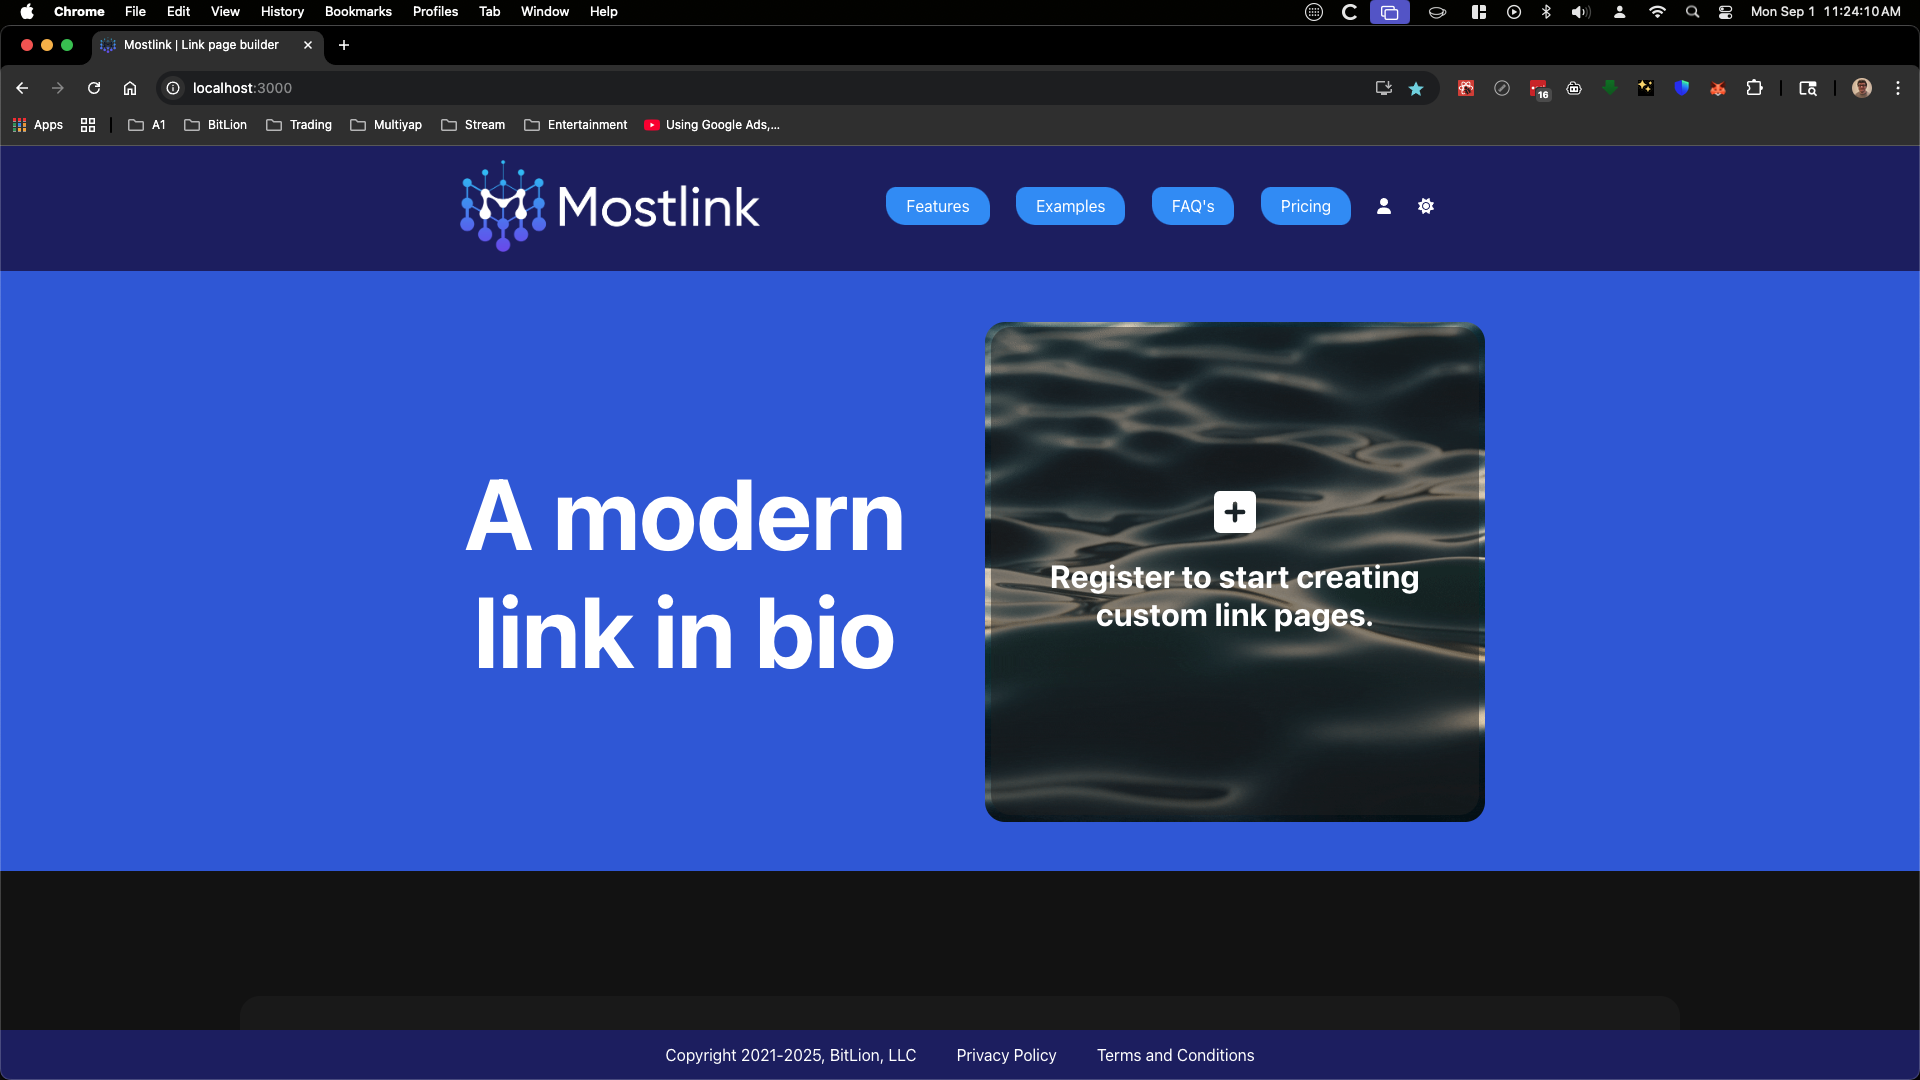 Chrome File Edit View History Bookmarks Profiles Tab Window Help
Mon Sep 1 11:24:10 AM
Mostlink | Link page builder
localhost:3000
16
Apps
A1
BitLion
Trading
Multiyap
Stream
Entertainment
Using Google Ads,...
Mostlink
Features
Examples
FAQ's
Pricing
A modern
link in bio
Register to start creating
custom link pages.
Copyright 2021-2025, BitLion, LLC
Privacy Policy
Terms and Conditions